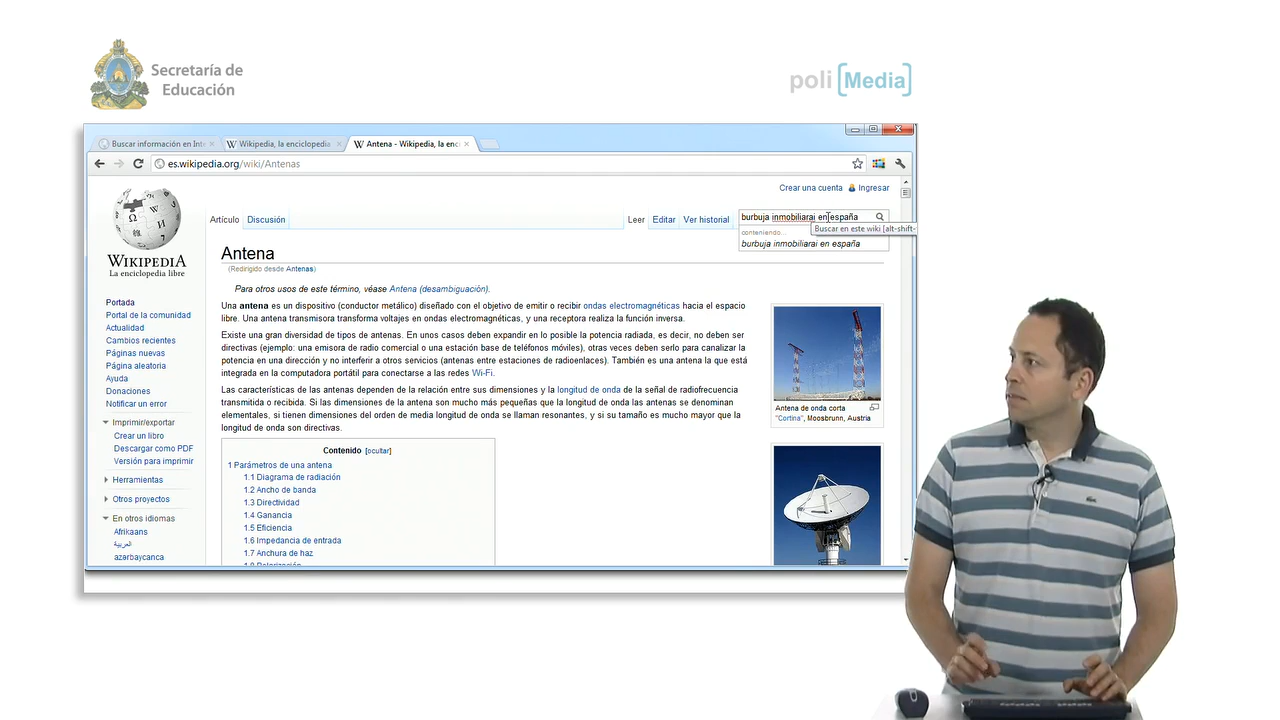 Secretaría de
Educación
poli [Media]
Buscar información en Inte
Wikipedia, la enciclopedia
Antena - Wikipedia, la enc
es.wikipedia.org/wiki/Antenas
Crear una cuenta Ingresar
Artículo Discusión Leer Editar Ver historial burbuja inmobiliarai en españa
Buscar en este wiki [alt-shift-
conteniendo...
burbuja inmobiliarai en españa
WIKIPEDIA
La enciclopedia libre
Portada
Portal de la comunidad
Actualidad
Cambios recientes
Páginas nuevas
Página aleatoria
Ayuda
Donaciones
Notificar un error
Imprimir/exportar
Crear un libro
Descargar como PDF
Versión para imprimir
Herramientas
Otros proyectos
En otros idiomas
Afrikaans
العربية
azərbaycanca
Antena
(Redirigido desde Antenas)
Para otros usos de este término, véase Antena (desambiguación).
Una antena es un dispositivo (conductor metálico) diseñado con el objetivo de emitir o recibir ondas electromagnéticas hacia el espacio
libre. Una antena transmisora transforma voltajes en ondas electromagnéticas, y una receptora realiza la función inversa.
Existe una gran diversidad de tipos de antenas. En unos casos deben expandir en lo posible la potencia radiada, es decir, no deben ser
directivas (ejemplo: una emisora de radio comercial o una estación base de teléfonos móviles), otras veces deben serlo para canalizar la
potencia en una dirección y no interferir a otros servicios (antenas entre estaciones de radioenlaces). También es una antena la que está
integrada en la computadora portátil para conectarse a las redes Wi-Fi.
Las características de las antenas dependen de la relación entre sus dimensiones y la longitud de onda de la señal de radiofrecuencia
transmitida o recibida. Si las dimensiones de la antena son mucho más pequeñas que la longitud de onda las antenas se denominan
elementales, si tienen dimensiones del orden de media longitud de onda se llaman resonantes, y si su tamaño es mucho mayor que la
longitud de onda son directivas.
Contenido [ocultar]
1 Parámetros de una antena
1.1 Diagrama de radiación
1.2 Ancho de banda
1.3 Directividad
1.4 Ganancia
1.5 Eficiencia
1.6 Impedancia de entrada
1.7 Anchura de haz
1.8 Polarización
Antena de onda corta
"Cortina", Moosbrunn, Austria